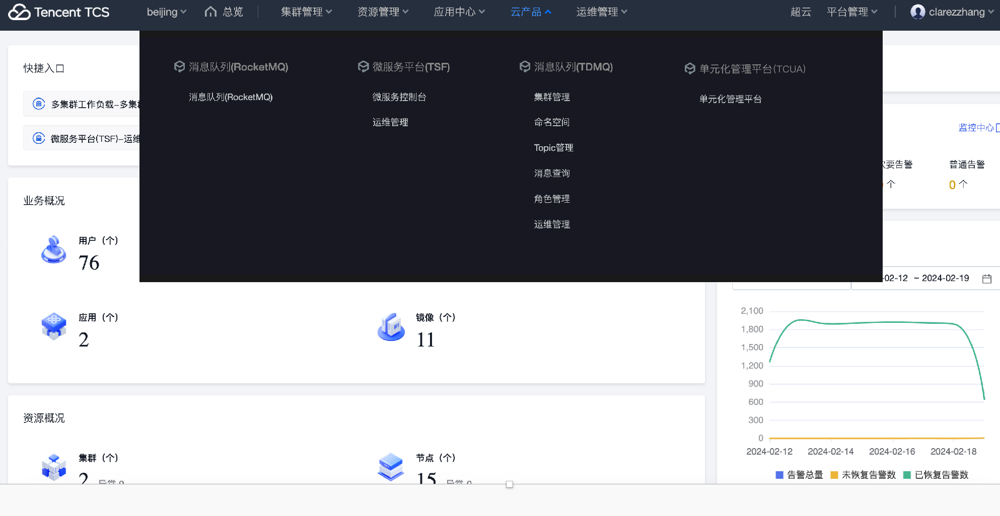 Tencent TCS
beijing
总览
集群管理
资源管理
应用中心
云产品
运维管理
超云
平台管理
clarezzhang
快捷入口
多集群工作负载-多集
微服务平台(TSF)-运维
消息队列(RocketMQ)
消息队列(RocketMQ)
微服务平台(TSF)
微服务控制台
运维管理
消息队列(TDMQ)
集群管理
命名空间
Topic管理
消息查询
角色管理
运维管理
单元化管理平台(TCUA)
单元化管理平台
监控中心
要告警
个
普通告警
0 个
业务概况
用户（个）
76
应用（个）
2
镜像（个）
11
资源概况
集群（个）
2 异常 0
节点（个）
15 异常 0
-02-12 ~ 2024-02-19
2,100
1,800
1,500
1,200
900
600
300
0
2024-02-12
2024-02-14
2024-02-16
2024-02-18
告警总量
未恢复告警数
已恢复告警数